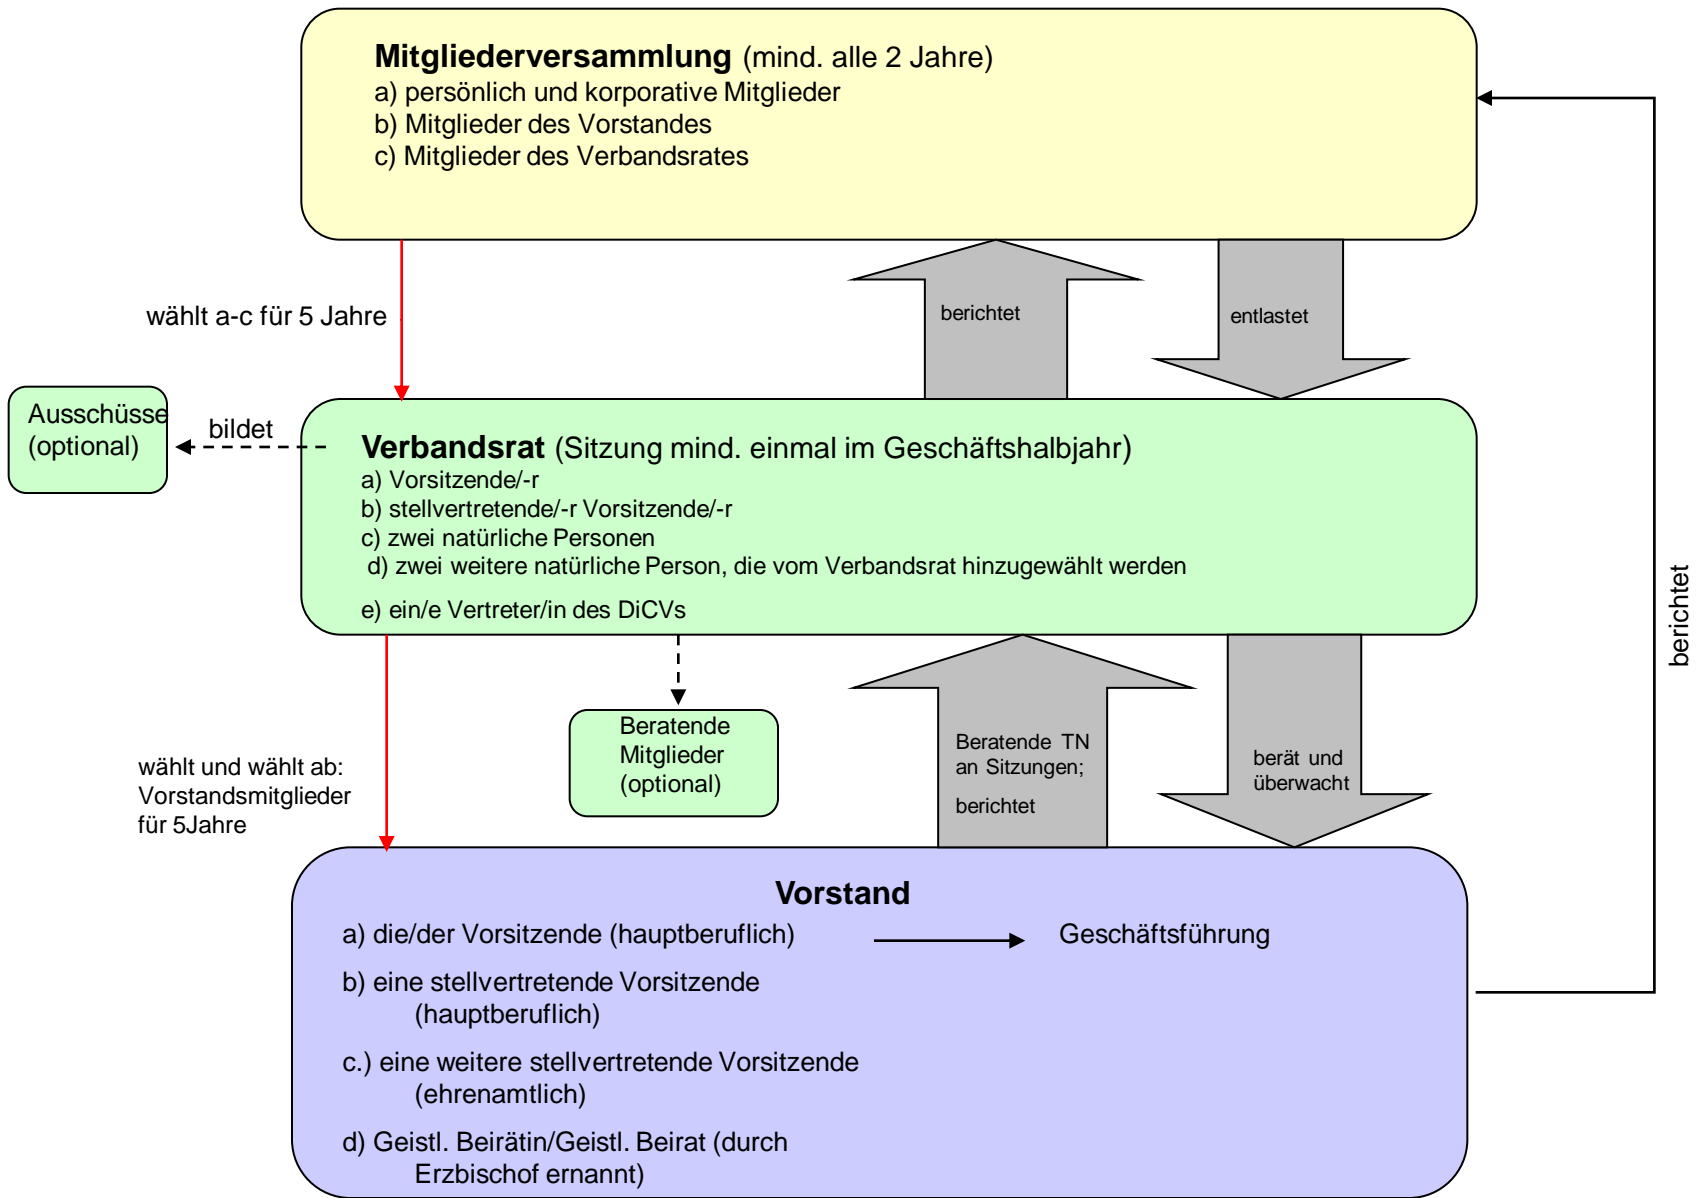 Mitgliederversammlung (mind. alle 2 Jahre)
a) persönlich und korporative Mitglieder
b) Mitglieder des Vorstandes
c) Mitglieder des Verbandsrates
wählt a-c für 5 Jahre
berichtet
entlastet
Ausschüsse
(optional)
bildet
Verbandsrat (Sitzung mind. einmal im Geschäftshalbjahr)
a) Vorsitzende/-r
b) stellvertretende/-r Vorsitzende/-r
c) zwei natürliche Personen
d) zwei weitere natürliche Person, die vom Verbandsrat hinzugewählt werden
e) ein/e Vertreter/in des DiCVs
berichtet
wählt und wählt ab:
Vorstandsmitglieder
für 5Jahre
Beratende
Mitglieder
(optional)
Beratende TN
an Sitzungen;
berichtet
berät und
überwacht
Vorstand
a) die/der Vorsitzende (hauptberuflich)
Geschäftsführung
b) eine stellvertretende Vorsitzende
(hauptberuflich)
c.) eine weitere stellvertretende Vorsitzende
(ehrenamtlich)
d) Geistl. Beirätin/Geistl. Beirat (durch
Erzbischof ernannt)